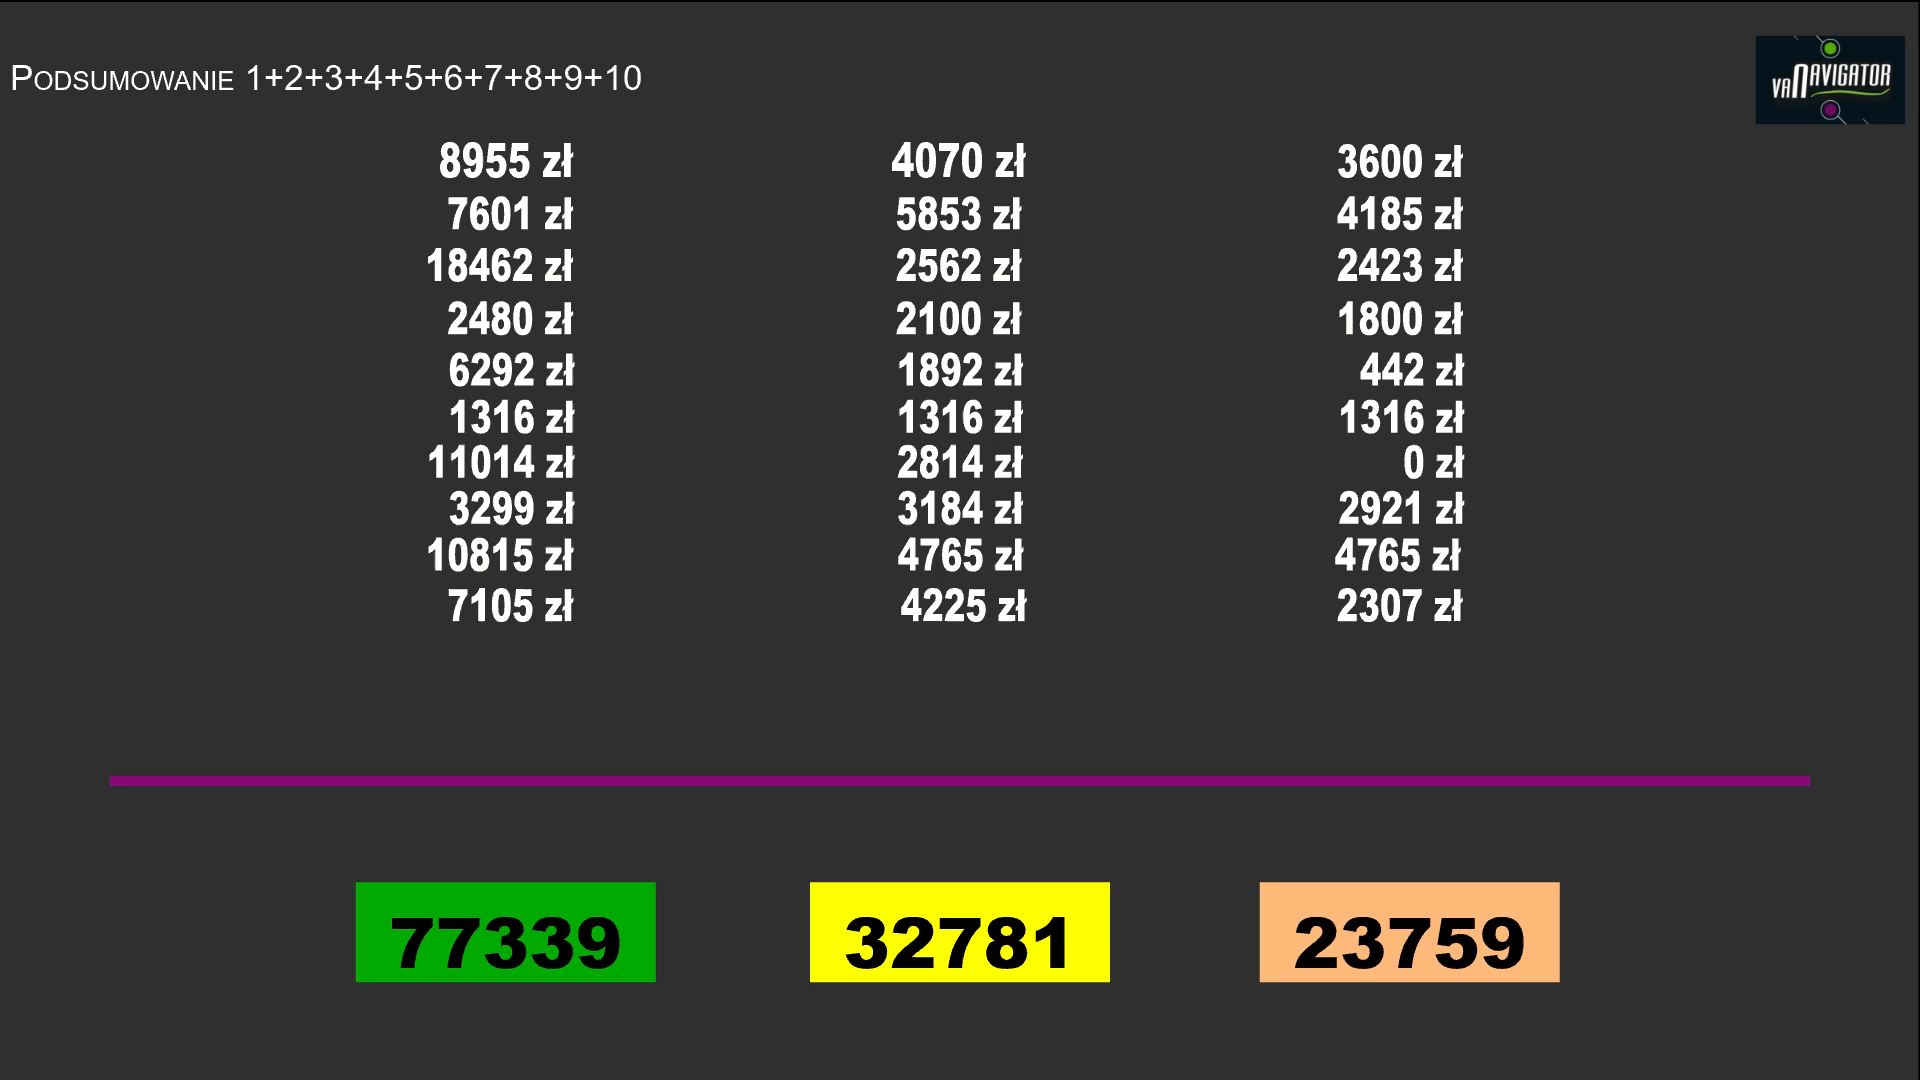 Podsumowanie 1+2+3+4+5+6+7+8+9+10
vanavigator
8955 zł 4070 zł 3600 zł
7601 zł 5853 zł 4185 zł
18462 zł 2562 zł 2423 zł
2480 zł 2100 zł 1800 zł
6292 zł 1892 zł 442 zł
1316 zł 1316 zł 1316 zł
11014 zł 2814 zł 0 zł
3299 zł 3184 zł 2921 zł
10815 zł 4765 zł 4765 zł
7105 zł 4225 zł 2307 zł
77339 32781 23759